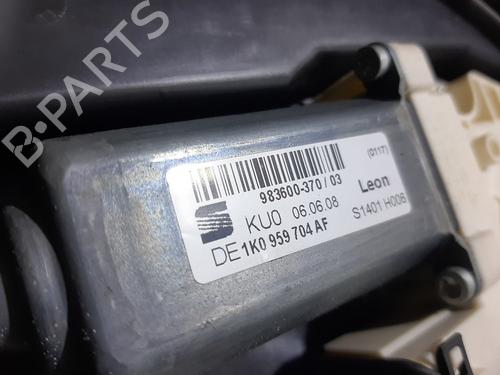 B-PARTS
983600-370 / 03
(0117)
KU0 06.06.08
Leon
DE 1K0 959 704 AF
S1401 H006